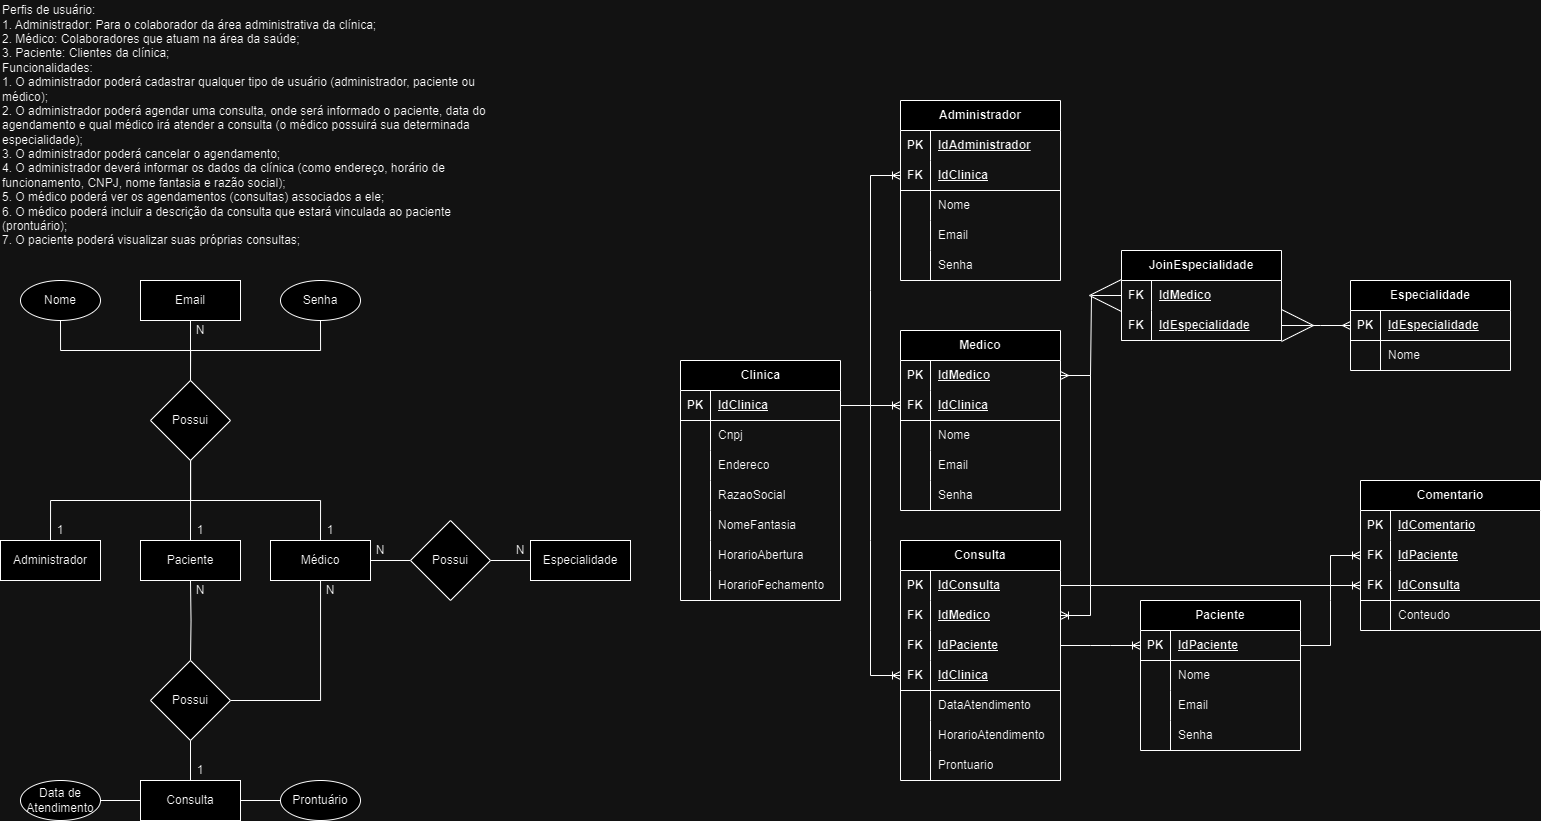 Perfis de usuário:
1. Administrador: Para o colaborador da área administrativa da clínica;
2. Médico: Colaboradores que atuam na área da saúde;
3. Paciente: Clientes da clínica;
Funcionalidades:
1. O administrador poderá cadastrar qualquer tipo de usuário (administrador, paciente ou
médico);
2. O administrador poderá agendar uma consulta, onde será informado o paciente, data do
agendamento e qual médico irá atender a consulta (o médico possuirá sua determinada
especialidade);
3. O administrador poderá cancelar o agendamento;
4. O administrador deverá informar os dados da clínica (como endereço, horário de
funcionamento, CNPJ, nome fantasia e razão social);
5. O médico poderá ver os agendamentos (consultas) associados a ele;
6. O médico poderá incluir a descrição da consulta que estará vinculada ao paciente
(prontuário);
7. O paciente poderá visualizar suas próprias consultas;
Nome
Email
Senha
N
Possui
1
1
1
Administrador
Paciente
Médico
N
Possui
N
Especialidade
N
N
Possui
1
Data de
Atendimento
Consulta
Prontuário
Clinica
PK IdClinica
Cnpj
Endereco
RazaoSocial
NomeFantasia
HorarioAbertura
HorarioFechamento
Administrador
PK IdAdministrador
FK IdClinica
Nome
Email
Senha
Medico
PK IdMedico
FK IdClinica
Nome
Email
Senha
Consulta
PK IdConsulta
FK IdMedico
FK IdPaciente
FK IdClinica
DataAtendimento
HorarioAtendimento
Prontuario
JoinEspecialidade
FK IdMedico
FK IdEspecialidade
Especialidade
PK IdEspecialidade
Nome
Paciente
PK IdPaciente
Nome
Email
Senha
Comentario
PK IdComentario
FK IdPaciente
FK IdConsulta
Conteudo